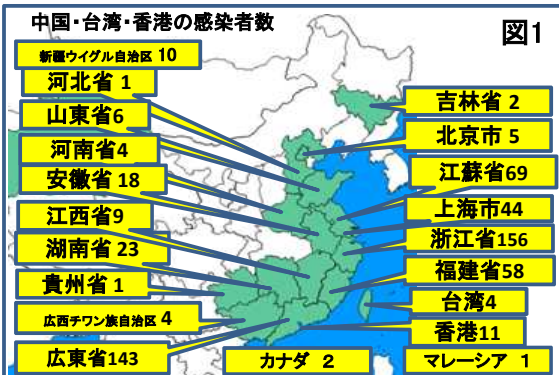 中国・台湾・香港の感染者数
図1
新疆ウイグル自治区 10
河北省 1
山東省6
河南省4
安徽省 18
江西省9
湖南省 23
貴州省 1
広西チワン族自治区 4
広東省143
吉林省 2
北京市 5
江蘇省69
上海市44
浙江省156
福建省58
台湾4
香港11
カナダ 2
マレーシア 1